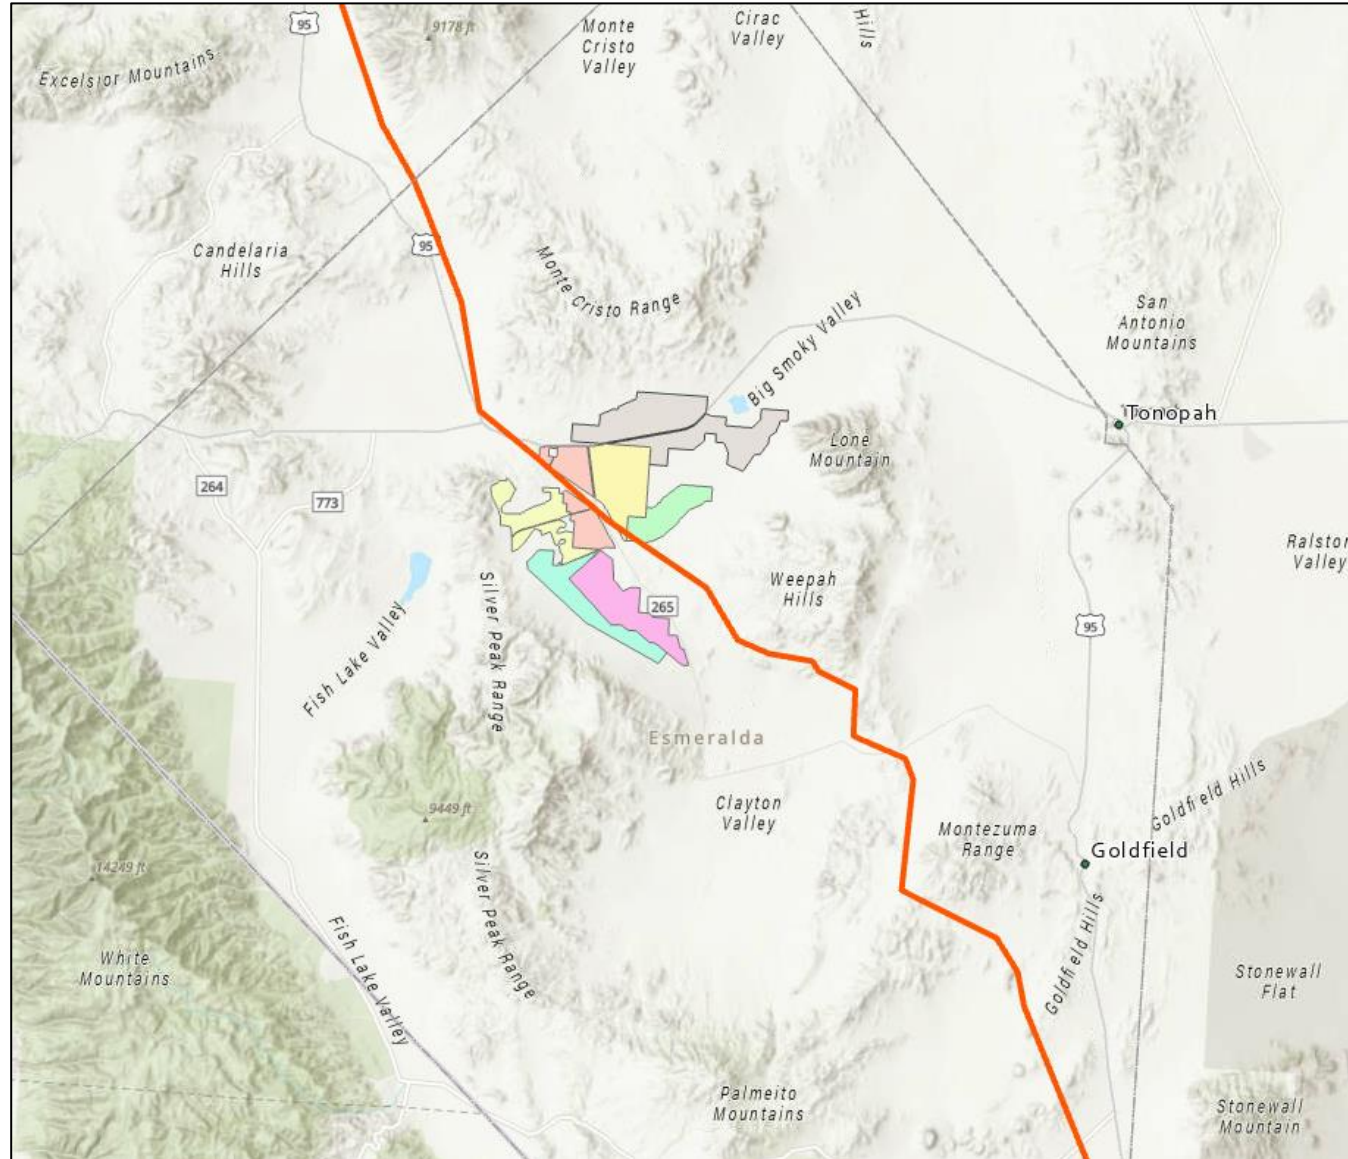 95
9178 ft
Monte
Cristo
Valley
Cirac
Valley
Hills
Excelsior Mountains
95
Candelaria
Hills
Monte Cristo Range
Big Smoky Valley
San
Antonio
Mountains
Tonopah
Lone
Mountain
264
773
Ralston
Valley
Weepah
Hills
265
95
Fish Lake Valley
Silver Peak Range
Esmeralda
Clayton
Valley
Goldfield Hills
9449 ft
Montezuma
Range
Goldfield
14249 ft
Silver Peak Range
Goldfield Hills
Fish Lake Valley
White
Mountains
Stonewall
Flat
Palmeito
Mountains
Stonewall
Mountain